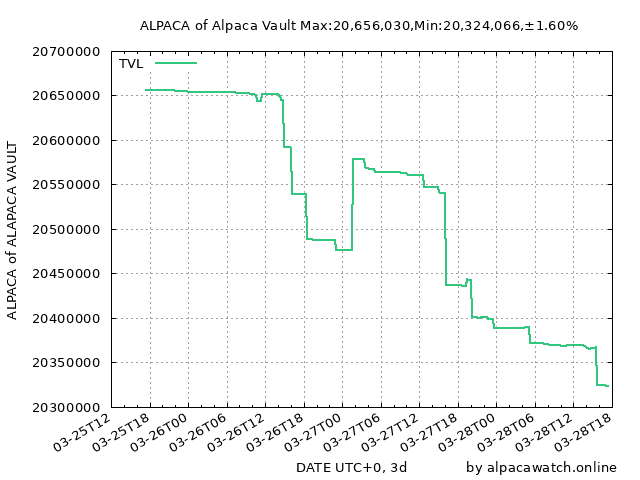 ALPACA of Alpaca Vault Max:20,656,030,Min:20,324,066,±1.60%
TVL
ALPACA of ALAPACA VAULT
20700000
20650000
20600000
20550000
20500000
20450000
20400000
20350000
20300000
03-25T12
03-25T18
03-26T00
03-26T06
03-26T12
03-26T18
03-27T00
03-27T06
03-27T12
03-27T18
03-28T00
03-28T06
03-28T12
03-28T18
DATE UTC+0, 3d
by alpacawatch.online